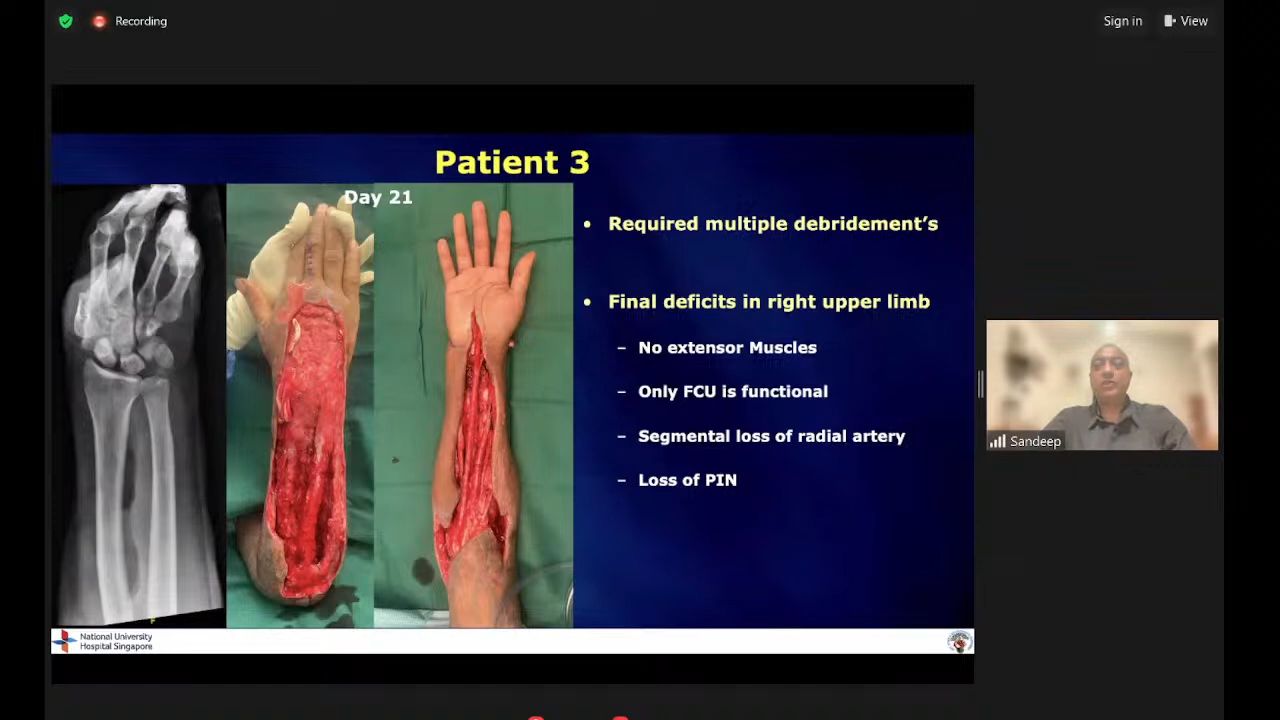 Recording
Sign in
View
Patient 3
Day 21
• Required multiple debridement’s
• Final deficits in right upper limb
– No extensor Muscles
– Only FCU is functional
– Segmental loss of radial artery
– Loss of PIN
Sandeep
National University
Hospital Singapore